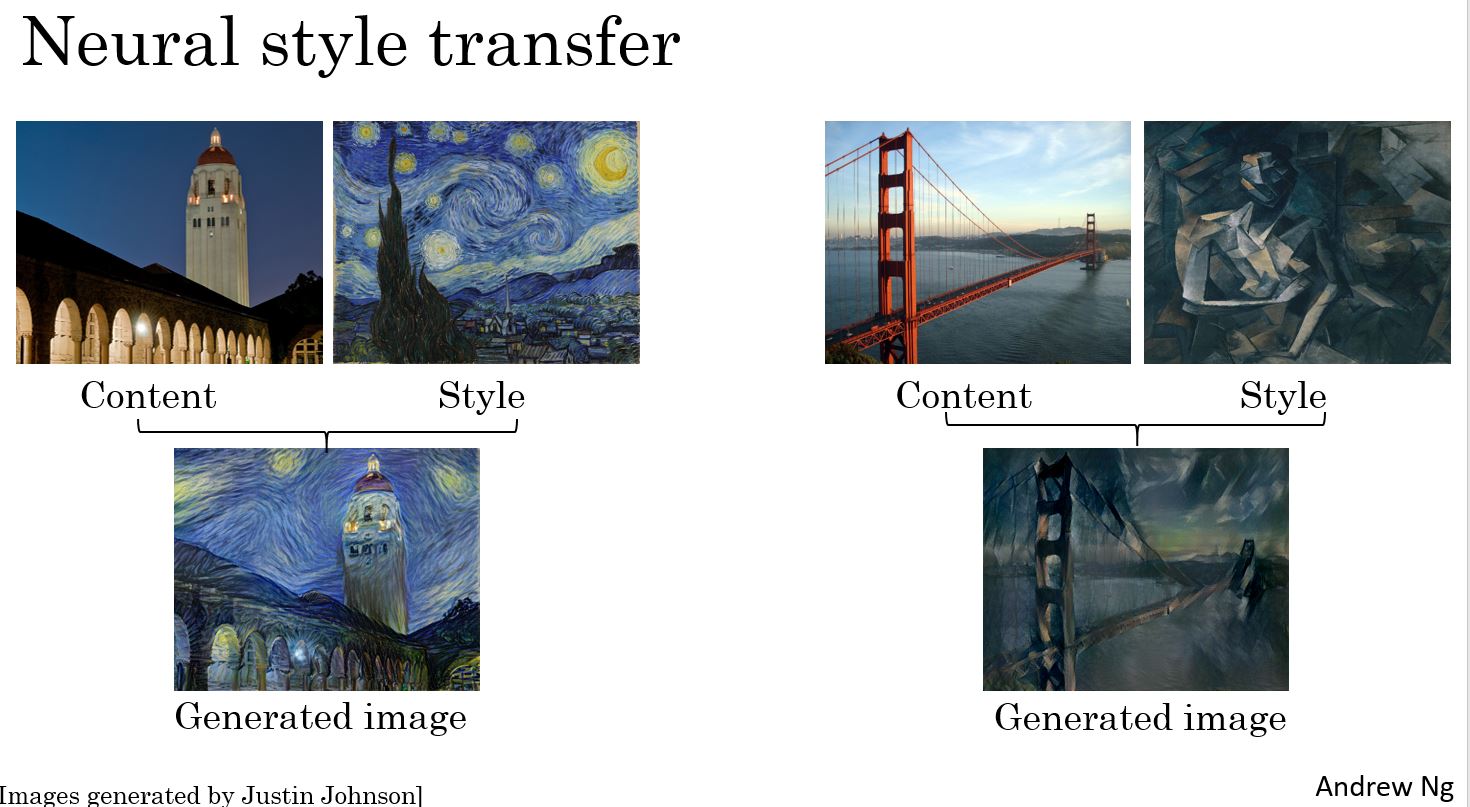 Neural style transfer
Content
Style
Content
Style
Generated image
Generated image
Images generated by Justin Johnson]
Andrew Ng